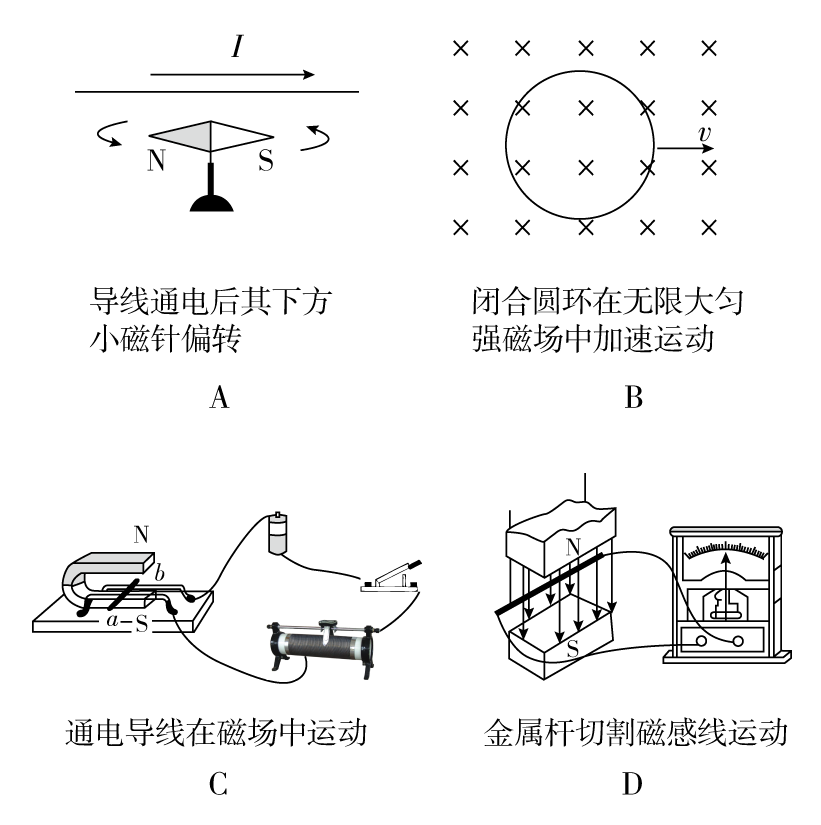 I
N
S
导线通电后其下方
小磁针偏转
A
v
闭合圆环在无限大匀
强磁场中加速运动
B
N
b
a
S
通电导线在磁场中运动
C
N
S
金属杆切割磁感线运动
D